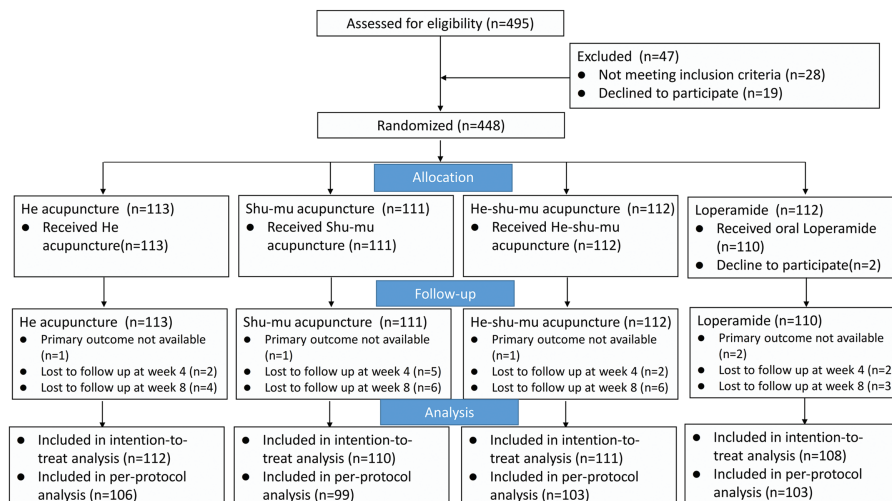 Assessed for eligibility (n=495)
Excluded (n=47)
● Not meeting inclusion criteria (n=28)
● Declined to participate (n=19)
Randomized (n=448)
Allocation
He acupuncture (n=113)
● Received He
acupuncture(n=113)
Shu-mu acupuncture (n=111)
● Received Shu-mu
acupuncture (n=111)
He-shu-mu acupuncture (n=112)
● Received He-shu-mu
acupuncture (n=112)
Loperamide (n=112)
● Received oral Loperamide
(n=110)
● Decline to participate(n=2)
Follow-up
He acupuncture (n=113)
● Primary outcome not available
(n=1)
● Lost to follow up at week 4 (n=2)
● Lost to follow up at week 8 (n=4)
Shu-mu acupuncture (n=111)
● Primary outcome not available
(n=1)
● Lost to follow up at week 4 (n=5)
● Lost to follow up at week 8 (n=6)
He-shu-mu acupuncture (n=112)
● Primary outcome not available
(n=1)
● Lost to follow up at week 4 (n=2)
● Lost to follow up at week 8 (n=6)
Loperamide (n=110)
● Primary outcome not available
(n=2)
● Lost to follow up at week 4 (n=2
● Lost to follow up at week 8 (n=3
Analysis
● Included in intention-to-
treat analysis (n=112)
● Included in per-protocol
analysis (n=106)
● Included in intention-to-
treat analysis (n=110)
● Included in per-protocol
analysis (n=99)
● Included in intention-to-
treat analysis (n=111)
● Included in per-protocol
analysis (n=103)
● Included in intention-to-
treat analysis (n=108)
● Included in per-protocol
analysis (n=103)